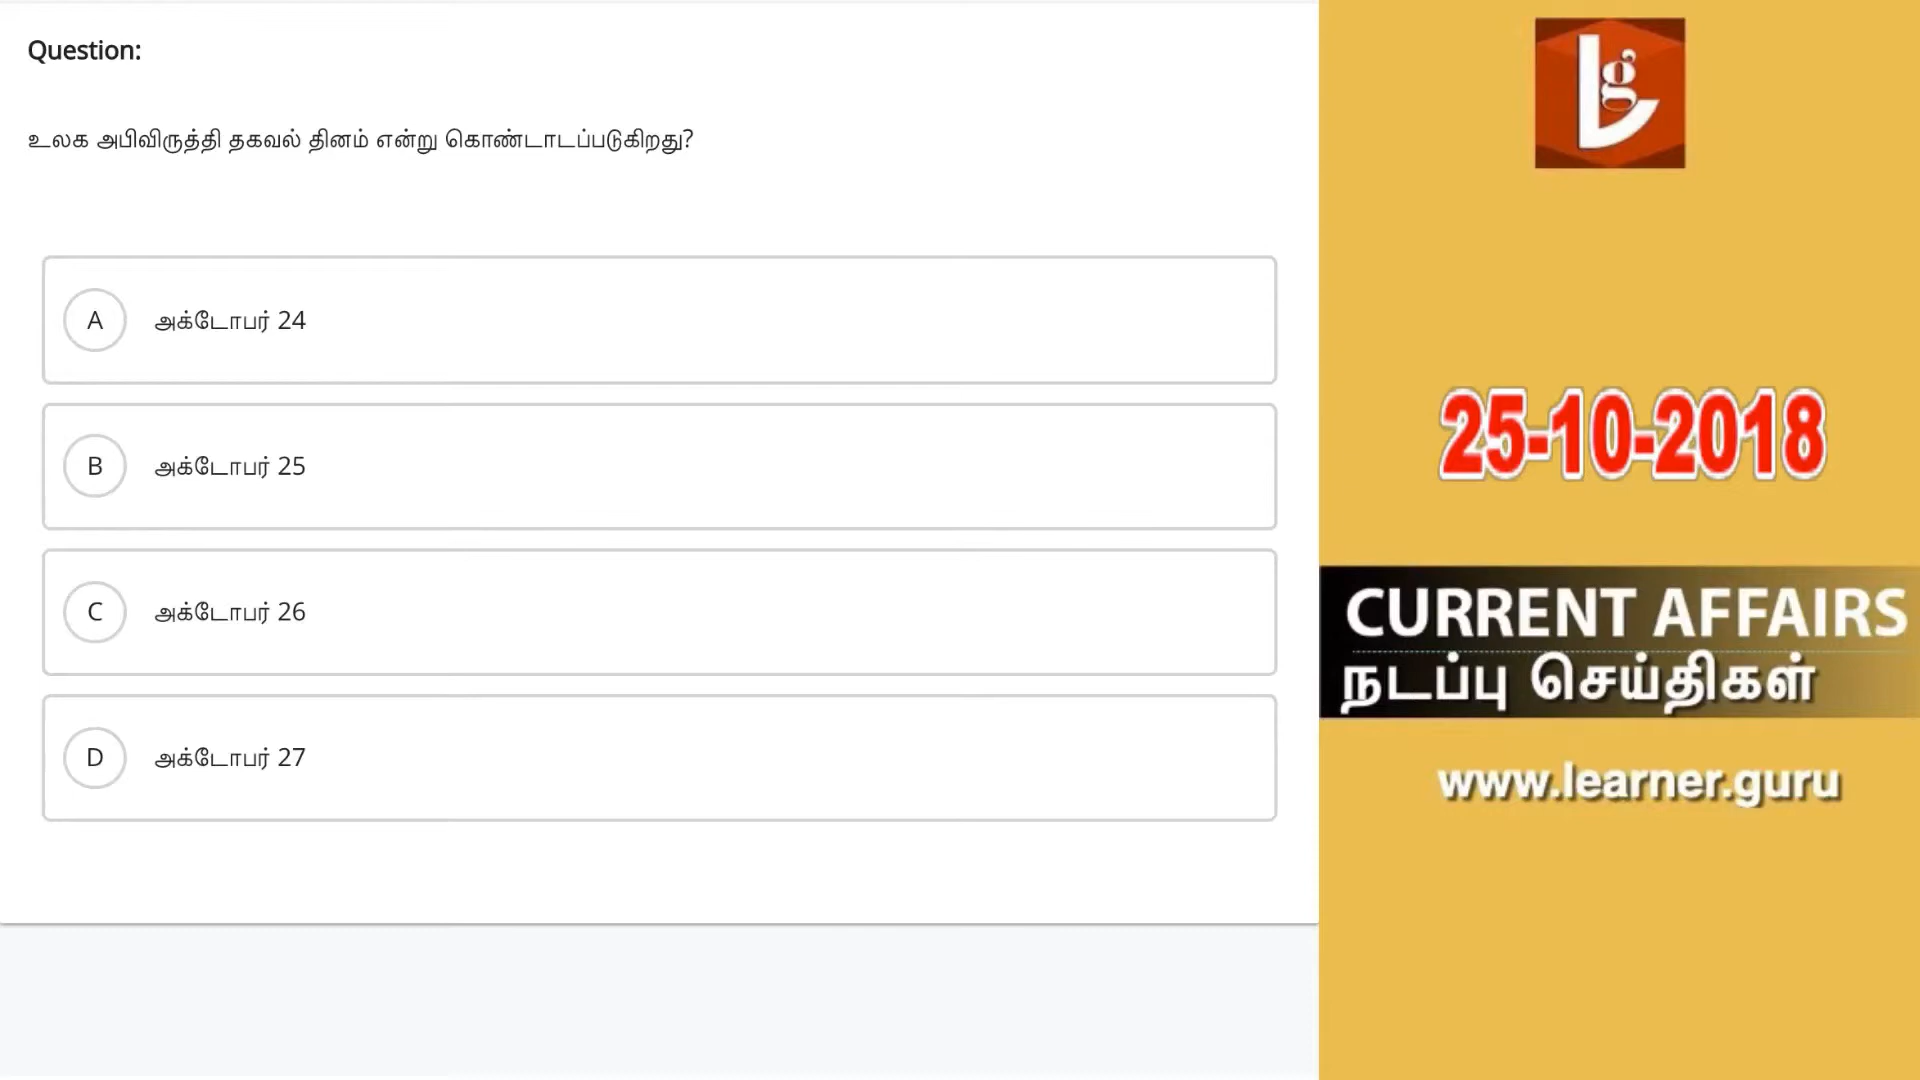 Question:
உலக அபிவிருத்தி தகவல் தினம் என்று கொண்டாடப்படுகிறது?
A
அக்டோபர் 24
B
அக்டோபர் 25
C
அக்டோபர் 26
D
அக்டோபர் 27
Lg
25-10-2018
CURRENT AFFAIRS
நடப்பு செய்திகள்
www.learner.guru